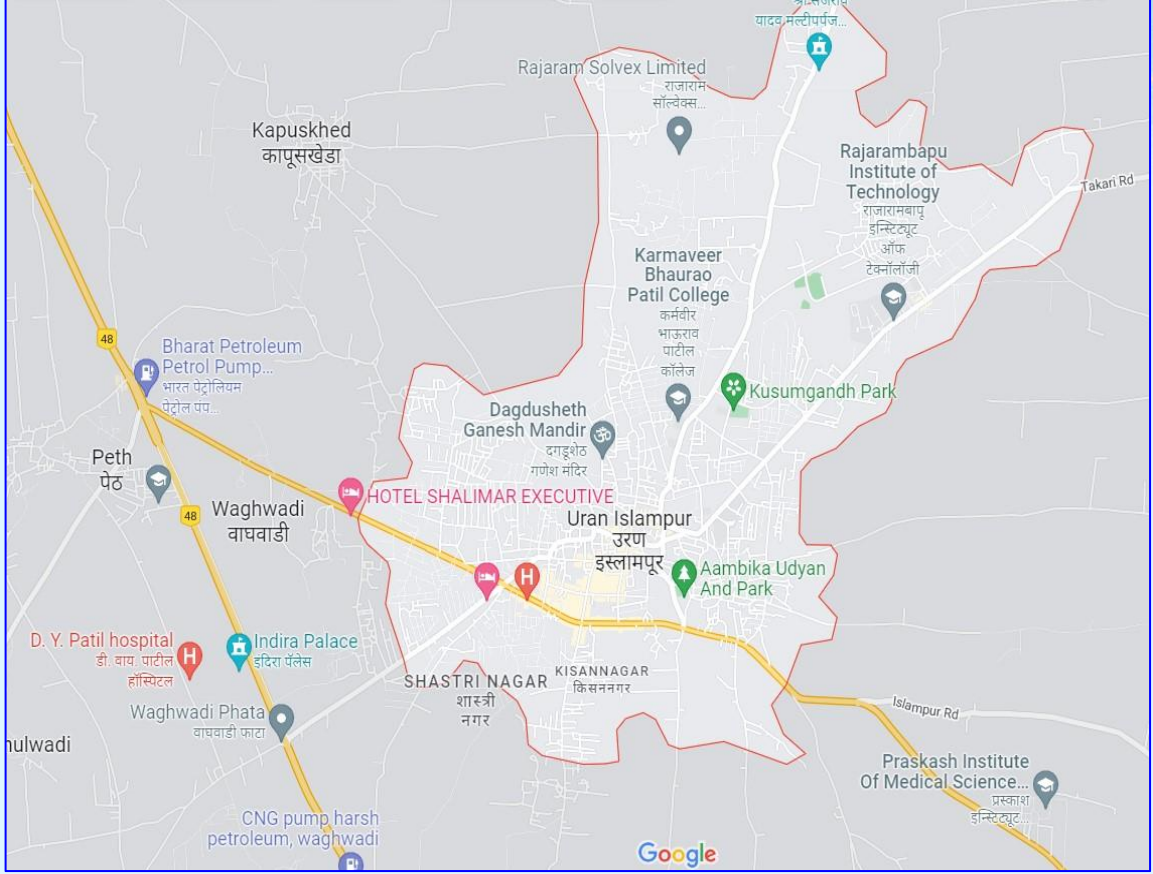 श्री संजराव
यादव मल्टीपर्पज...
Rajaram Solvex Limited
राजाराम
सॉल्वेक्स...
Kapuskhed
कापूसखेडा
Rajarambapu
Institute of
Technology
राजारामबापू
इन्स्टिट्यूट
ऑफ
टेक्नॉलॉजी
Takari Rd
Karmaveer
Bhaurao
Patil College
कर्मवीर
भाऊराव
पाटील
कॉलेज
48
Bharat Petroleum
Petrol Pump...
भारत पेट्रोलियम
पेट्रोल पंप...
Kusumgandh Park
Dagdusheth
Ganesh Mandir
दगडूशेठ
गणेश मंदिर
Peth
पेठ
HOTEL SHALIMAR EXECUTIVE
48
Waghwadi
वाघवाडी
Uran Islampur
उरण
इस्लामपूर
H
Aambika Udyan
And Park
D. Y. Patil hospital
डी. वाय. पाटील
हॉस्पिटल
H
Indira Palace
इंदिरा पॅलेस
SHASTRI NAGAR
शास्त्री
नगर
KISANNAGAR
किसननगर
Waghwadi Phata
वाघवाडी फाटा
Islampur Rd
hulwadi
Praskash Institute
Of Medical Science...
प्रस्काश
इन्स्टिट्यूट...
CNG pump harsh
petroleum, waghwadi
Google